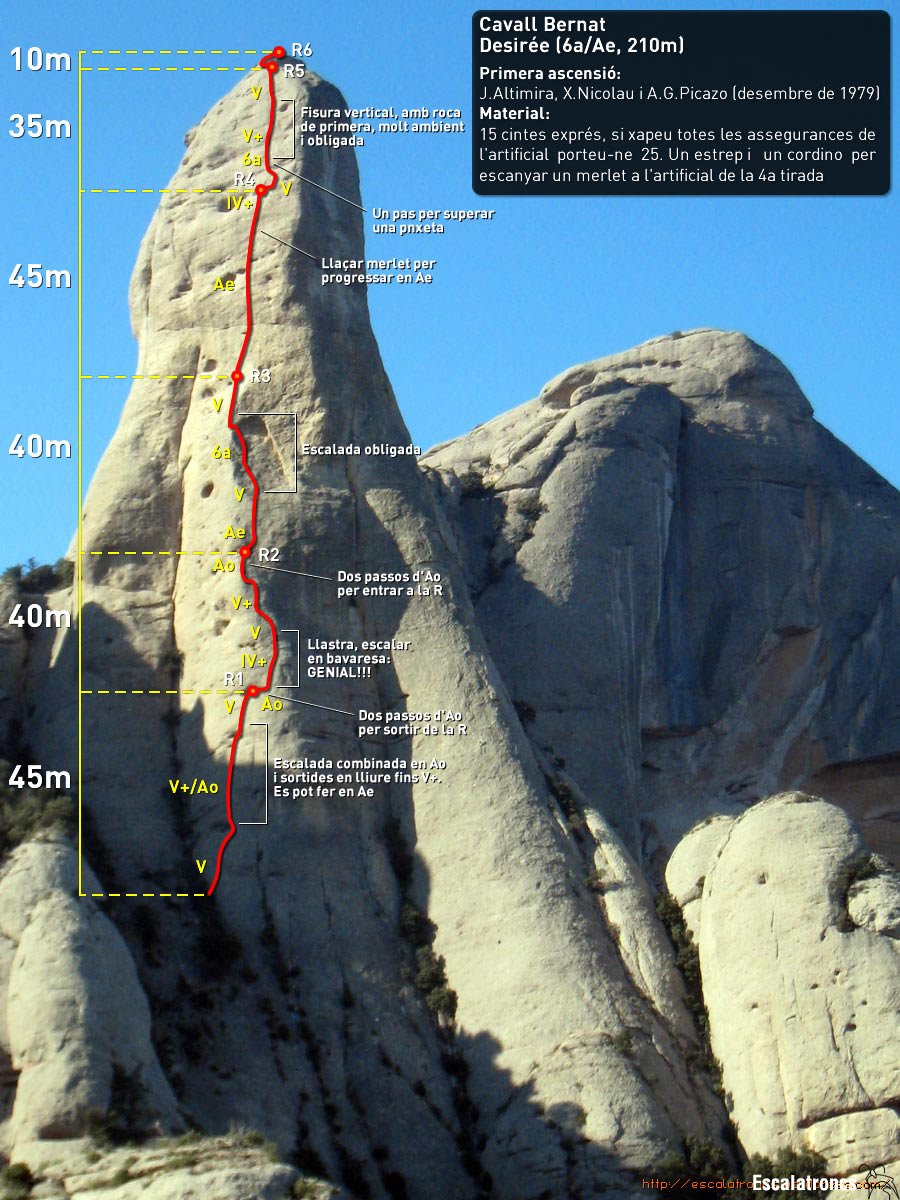 Cavall Bernat
Desirée (6a/Ae, 210m)
Primera ascensió:
J.Altimira, X.Nicolau i A.G.Picazo (desembre de 1979)
Material:
15 cintes exprés, si xapeu totes les assegurances de
l'artificial porteu-ne 25. Un estrep i un cordino per
escanyar un merlet a l'artificial de la 4a tirada
10m
R6
R5
V
35m
Fisura vertical, amb roca
de primera, molt ambient
i obligada
V+
6a
R4
V
IV+
Un pas per superar
una pnxeta
Llaçar merlet per
progressar en Ae
45m
Ae
R3
V
40m
6a
Escalada obligada
V
Ae
R2
Ao
Dos passos d'Ao
per entrar a la R
V+
40m
V
Llastra, escalar
en bavaresa:
GENIAL!!!
IV+
R1
V
Ao
Dos passos d'Ao
per sortir de la R
45m
Escalada combinada en Ao
i sortides en lliure fins V+.
Es pot fer en Ae
V+/Ao
V
Escalatrons